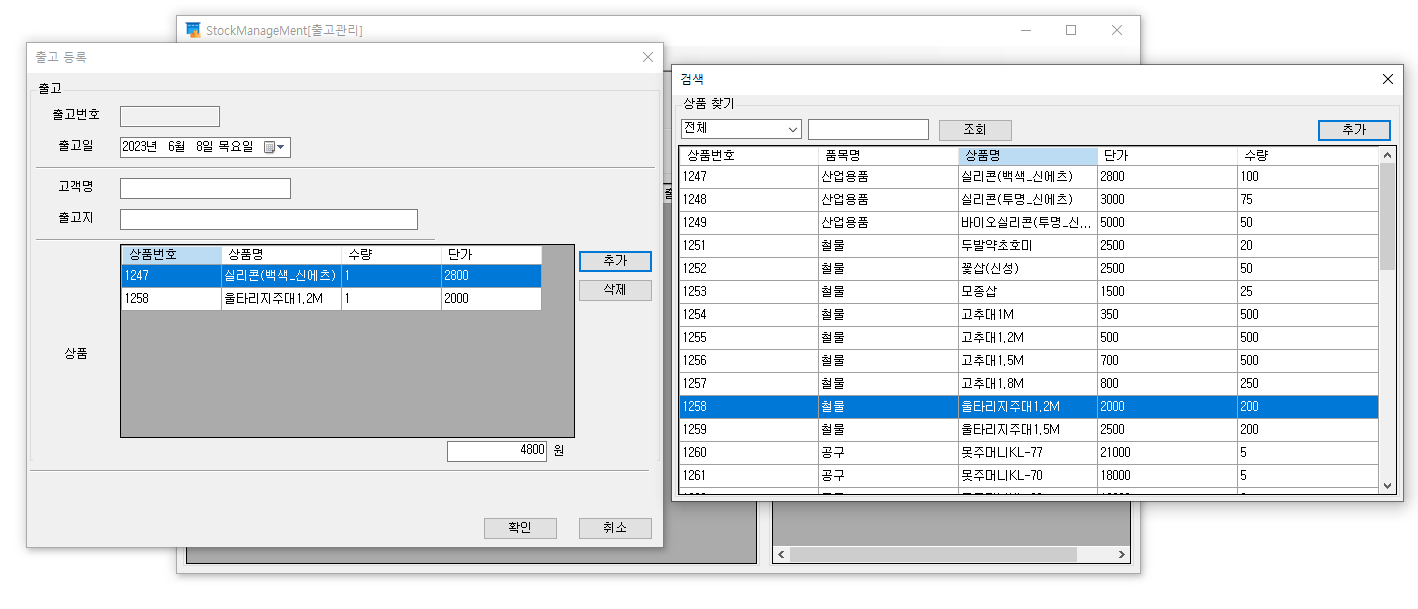 StockManageMent[출고관리]
출고 등록
출고
출고번호
출고일 2023년 6월 8일 목요일
고객명
출고지
상품번호 상품명 수량 단가
1247 실리콘(백색_신에츠) 1 2800
1258 울타리지주대1,2M 1 2000
추가
삭제
상품
4800 원
확인 취소
검색
상품 찾기
전체 조회 추가
상품번호 품목명 상품명 단가 수량
1247 산업용품 실리콘(백색_신에츠) 2800 100
1248 산업용품 실리콘(투명_신에츠) 3000 75
1249 산업용품 바이오실리콘(투명_신... 5000 50
1251 철물 두발약초호미 2500 20
1252 철물 꽃삽(신성) 2500 50
1253 철물 모종삽 1500 25
1254 철물 고추대1M 350 500
1255 철물 고추대1,2M 500 500
1256 철물 고추대1,5M 700 500
1257 철물 고추대1,8M 800 250
1258 철물 울타리지주대1,2M 2000 200
1259 철물 울타리지주대1,5M 2500 200
1260 공구 못주머니KL-77 21000 5
1261 공구 못주머니KL-70 18000 5